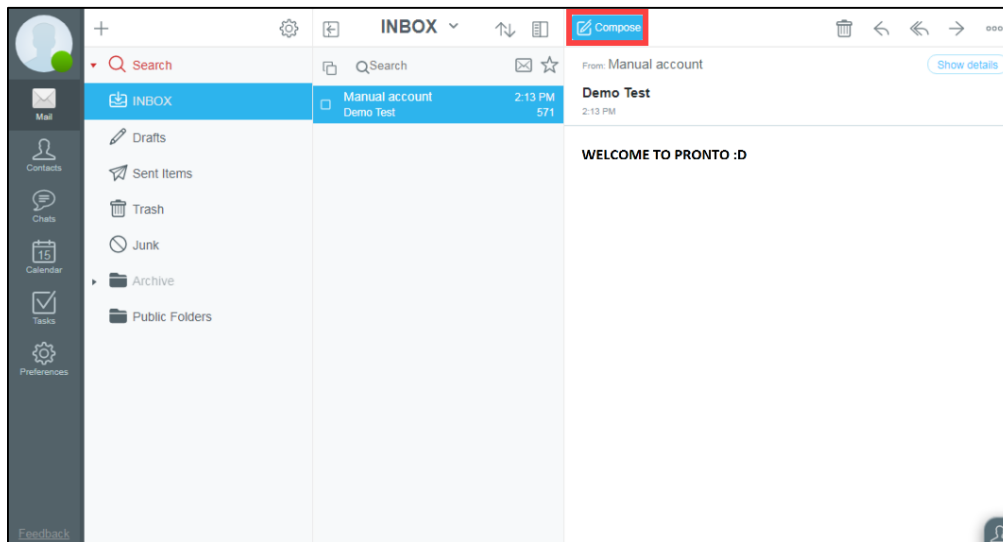 Mail
Contacts
Chats
15
Calendar
Tasks
Preferences
Feedback
Search
INBOX
Drafts
Sent Items
Trash
Junk
Archive
Public Folders
INBOX
Search
Manual account 2:13 PM
Demo Test 571
Compose
From: Manual account Show details
Demo Test
2:13 PM
WELCOME TO PRONTO :D